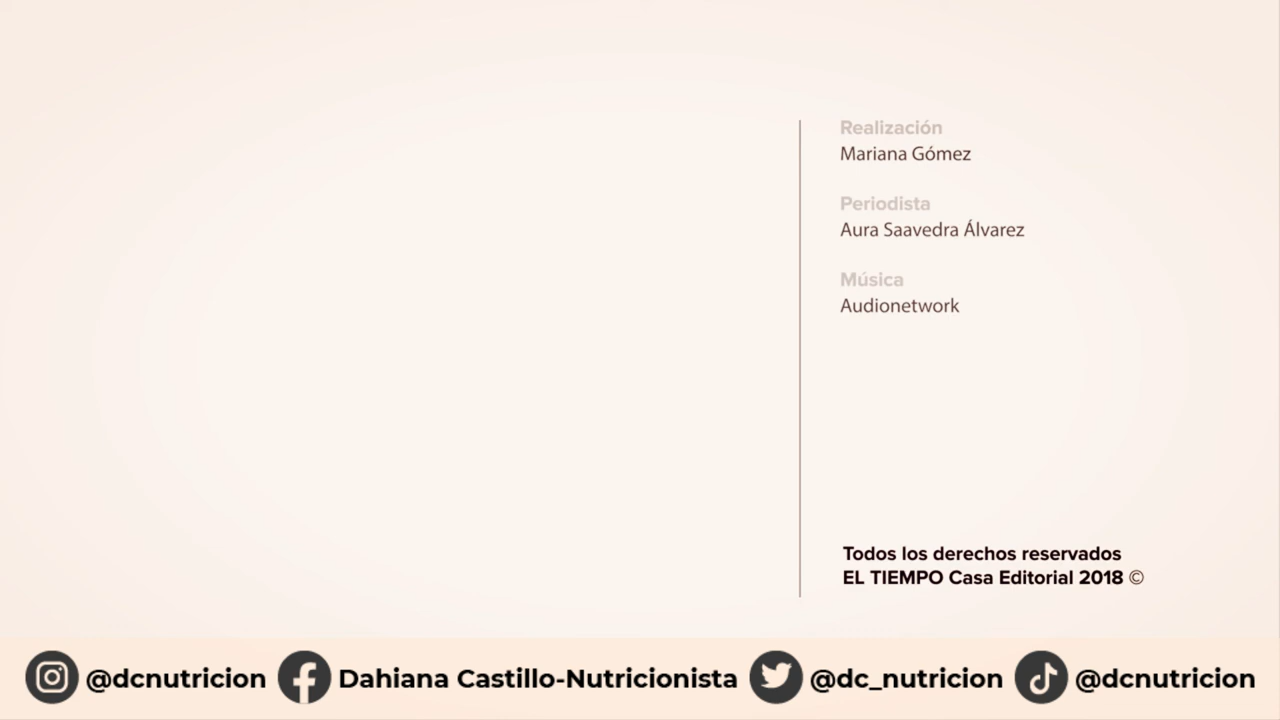 Realización
Mariana Gómez
Periodista
Aura Saavedra Álvarez
Música
Audionetwork
Todos los derechos reservados
EL TIEMPO Casa Editorial 2018 ©
@dcnutricion Dahiana Castillo-Nutricionista @dc_nutricion @dcnutricion